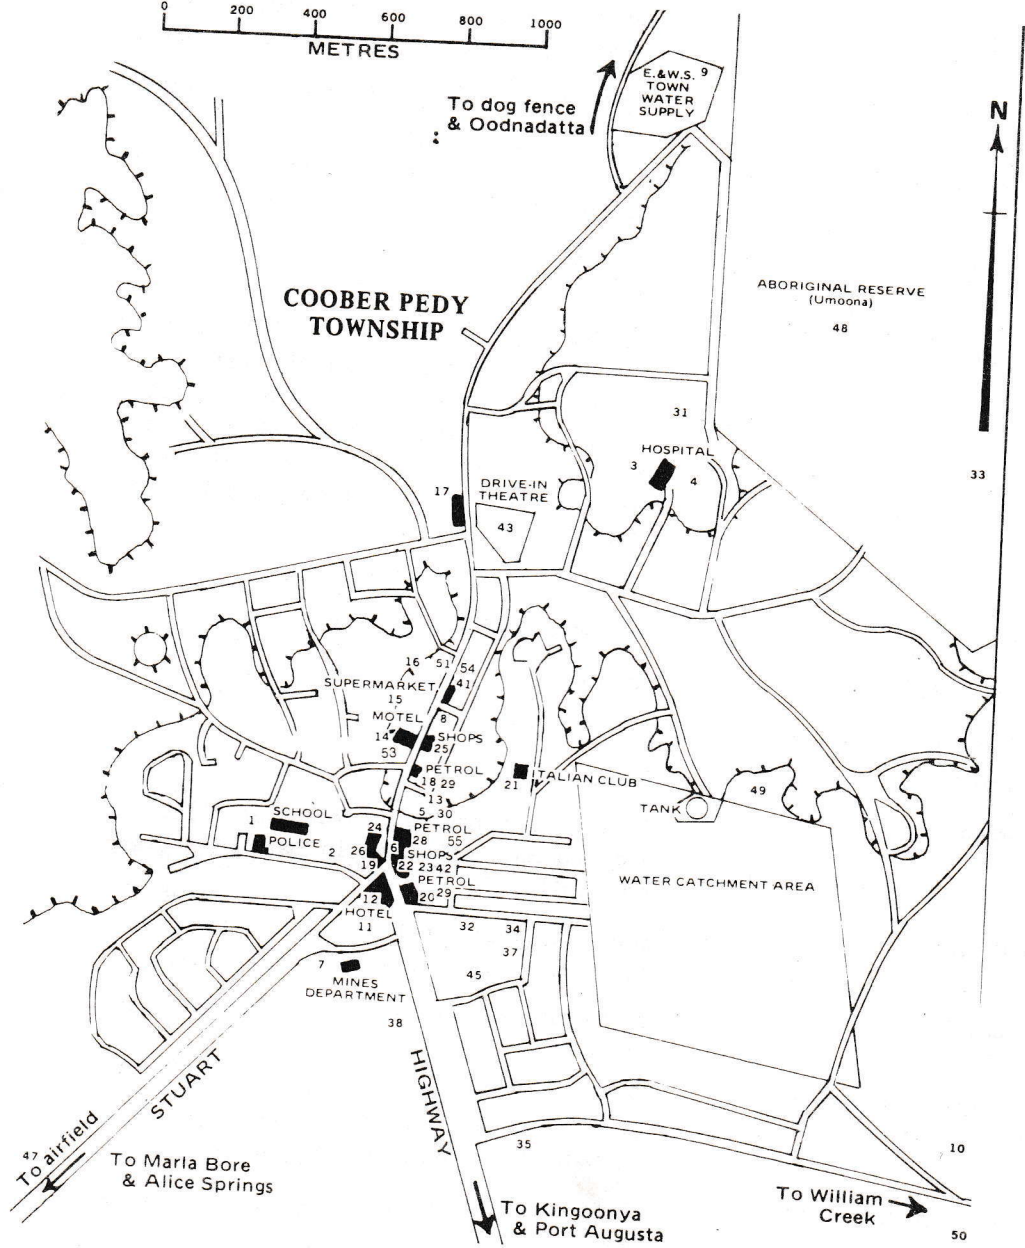 0 200 400 600 800 1000
METRES
E.&W.S. 9
TOWN
WATER
SUPPLY
To dog fence
& Oodnadatta
N
COOBER PEDY
TOWNSHIP
ABORIGINAL RESERVE
(Umoona)
48
31
HOSPITAL
3
4
33
DRIVE-IN
THEATRE
17
43
16 51 54
SUPERMARKET 41
15
MOTEL 8
14 SHOPS
53 25
PETROL
18 29
13
5 30
21 ITALIAN CLUB
TANK
49
SCHOOL
1
POLICE
2
24 PETROL
28 55
26 6 SHOPS
19 22 23 42
PETROL
12 20 29
HOTEL
11
WATER CATCHMENT AREA
32 34
37
7
45
MINES
DEPARTMENT
38
STUART
HIGHWAY
35
10
47
To airfield
To Marla Bore
& Alice Springs
To Kingoonya
& Port Augusta
To William
Creek
50